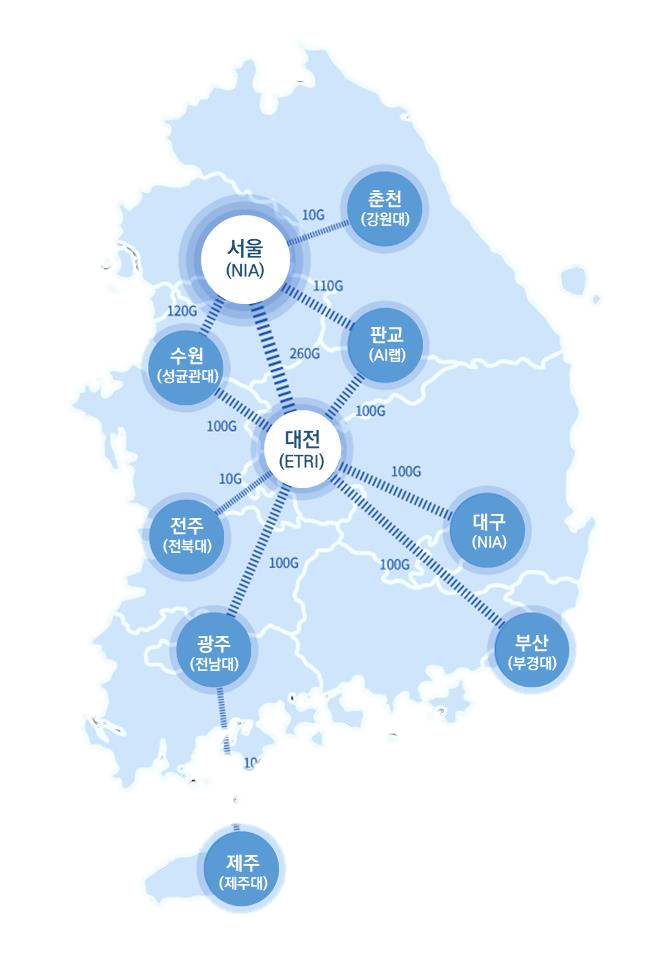 춘천
(강원대)
10G
서울
(NIA)
110G
120G
판교
(AI랩)
수원
(성균관대)
260G
100G
100G
대전
(ETRI)
100G
10G
전주
(전북대)
대구
(NIA)
100G
100G
광주
(전남대)
부산
(부경대)
제주
(제주대)